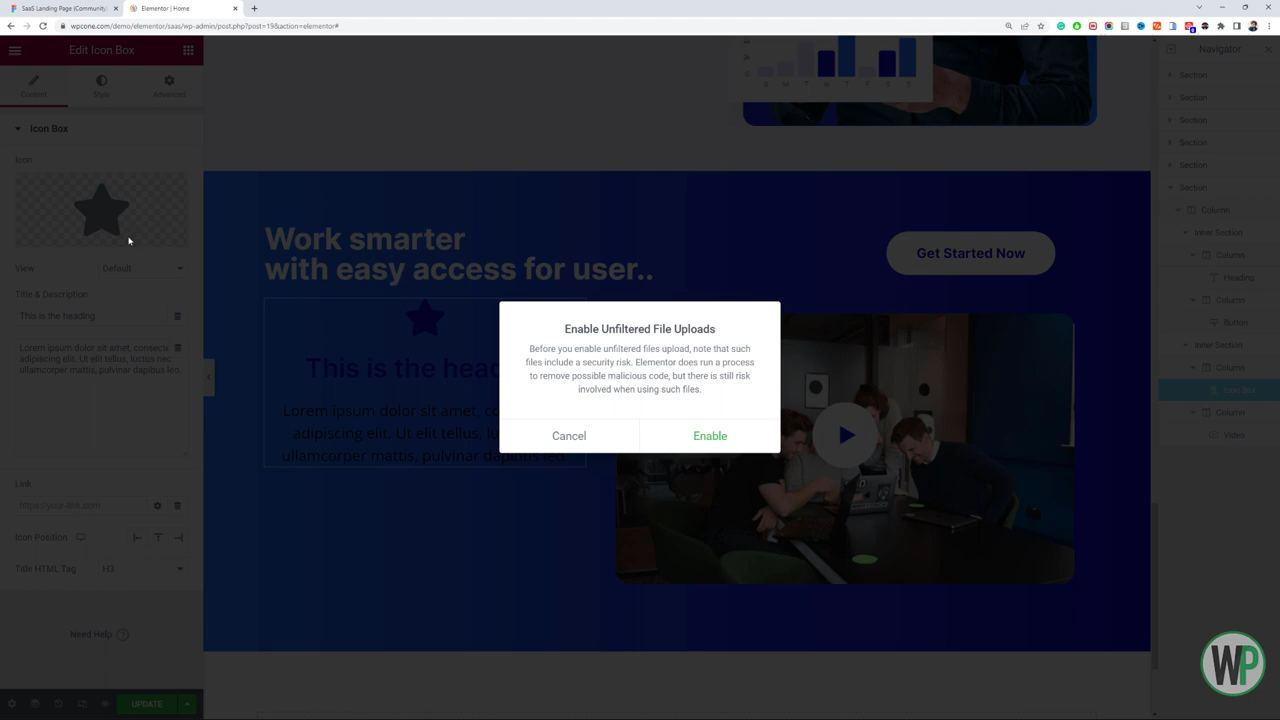 SaaS Landing Page (Community)
Elementor | Home
wpcone.com/demo/elementor/saas/wp-admin/post.php?post=19&action=elementor#
Edit Icon Box
Content
Style
Advanced
Icon Box
Icon
View
Default
Title & Description
This is the heading
Lorem ipsum dolor sit amet, consecte
adipiscing elit. Ut elit tellus, luctus nec
ullamcorper mattis, pulvinar dapibus leo.
Link
https://your-link.com
Icon Position
Title HTML Tag
H3
Need Help
UPDATE
S M T W T F S
Work smarter
with easy access for user..
Get Started Now
This is the head
Lorem ipsum dolor sit amet, co
adipiscing elit. Ut elit tellus, l
ullamcorper mattis, pulvinar dapibus leo.
Enable Unfiltered File Uploads
Before you enable unfiltered files upload, note that such
files include a security risk. Elementor does run a process
to remove possible malicious code, but there is still risk
involved when using such files.
Cancel
Enable
Navigator
Section
Section
Section
Section
Section
Section
Column
Inner Section
Column
Heading
Column
Button
Inner Section
Column
Icon Box
Column
Video
WP